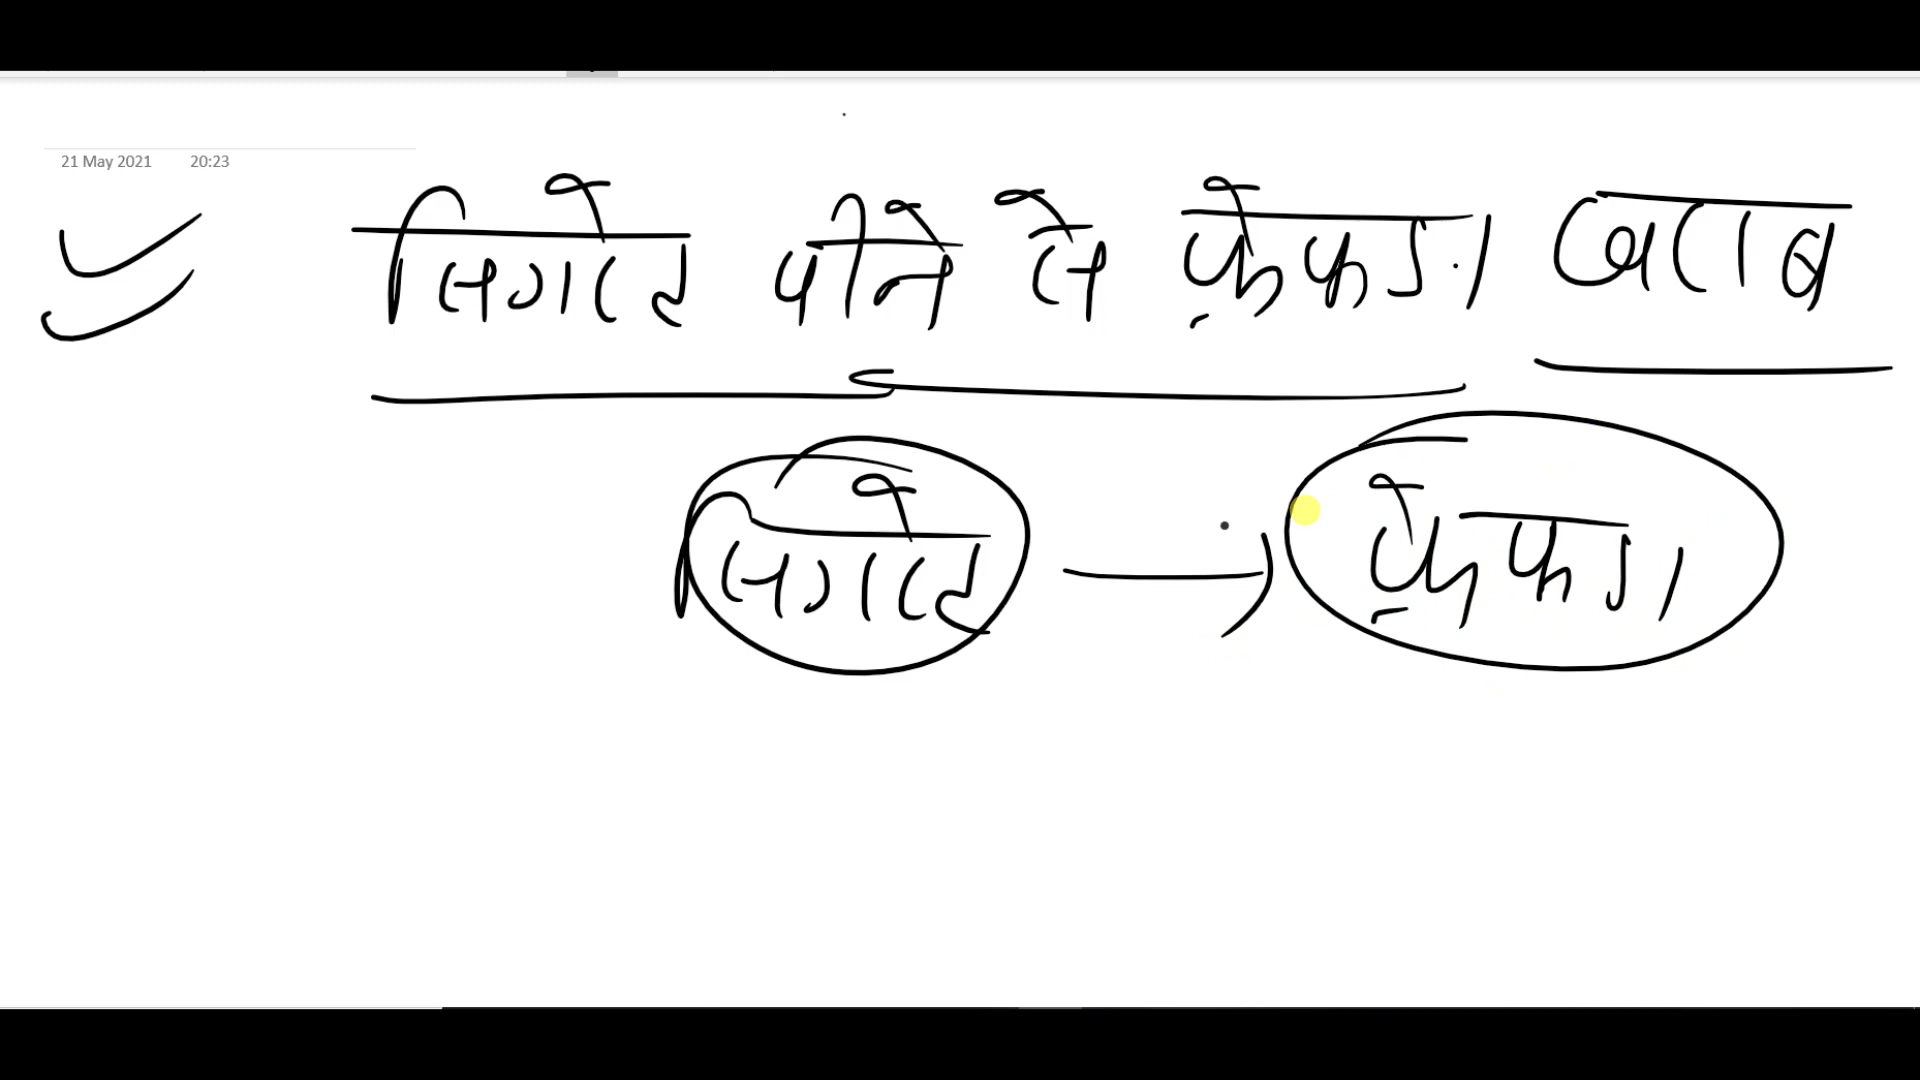 21 May 2021 20:23
सिगरेट पीने से फेफड़ा खराब
सिगरेट → फेफड़ा